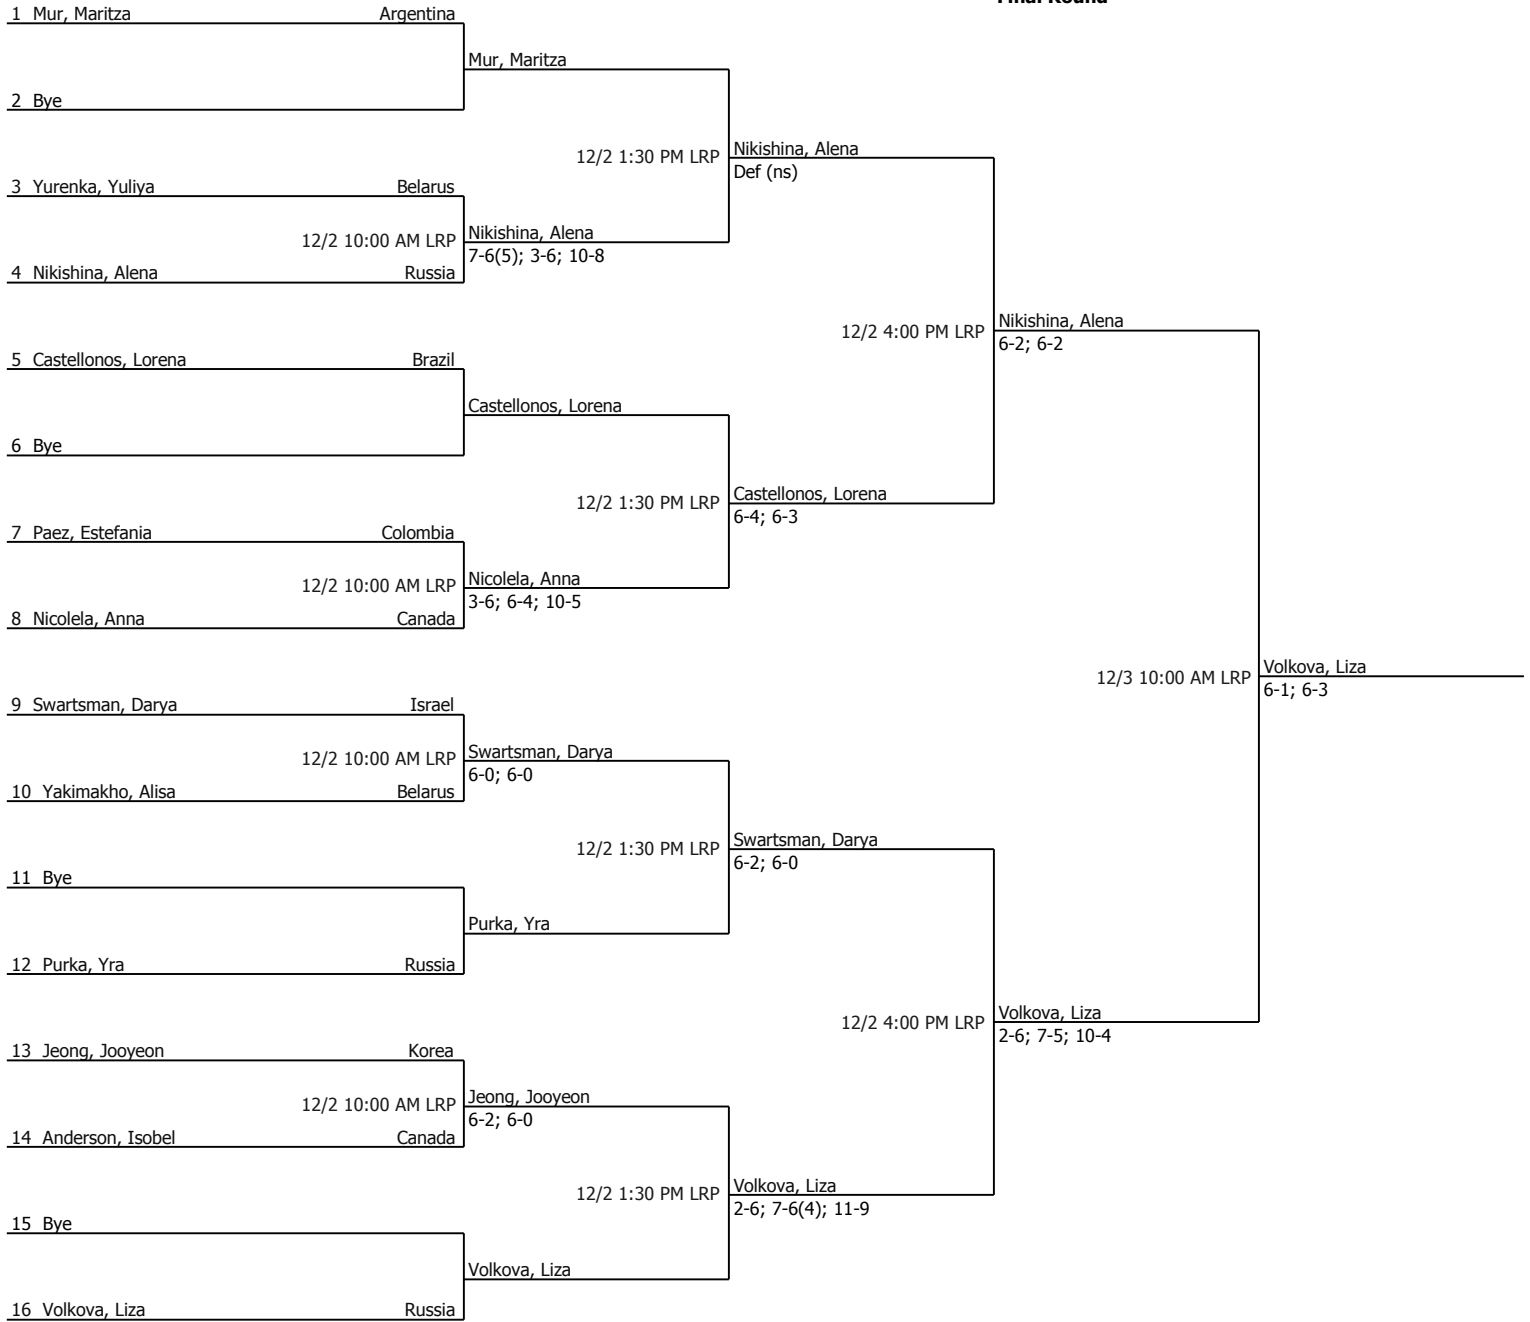 Final Round
1 Mur, Maritza Argentina
Mur, Maritza
2 Bye
12/2 1:30 PM LRP Nikishina, Alena
Def (ns)
3 Yurenka, Yuliya Belarus
12/2 10:00 AM LRP Nikishina, Alena
7-6(5); 3-6; 10-8
4 Nikishina, Alena Russia
12/2 4:00 PM LRP Nikishina, Alena
6-2; 6-2
5 Castellonos, Lorena Brazil
Castellonos, Lorena
6 Bye
12/2 1:30 PM LRP Castellonos, Lorena
6-4; 6-3
7 Paez, Estefania Colombia
12/2 10:00 AM LRP Nicolela, Anna
3-6; 6-4; 10-5
8 Nicolela, Anna Canada
12/3 10:00 AM LRP Volkova, Liza
6-1; 6-3
9 Swartsman, Darya Israel
12/2 10:00 AM LRP Swartsman, Darya
6-0; 6-0
10 Yakimakho, Alisa Belarus
12/2 1:30 PM LRP Swartsman, Darya
6-2; 6-0
11 Bye
Purka, Yra
12 Purka, Yra Russia
12/2 4:00 PM LRP Volkova, Liza
2-6; 7-5; 10-4
13 Jeong, Jooyeon Korea
12/2 10:00 AM LRP Jeong, Jooyeon
6-2; 6-0
14 Anderson, Isobel Canada
12/2 1:30 PM LRP Volkova, Liza
2-6; 7-6(4); 11-9
15 Bye
Volkova, Liza
16 Volkova, Liza Russia